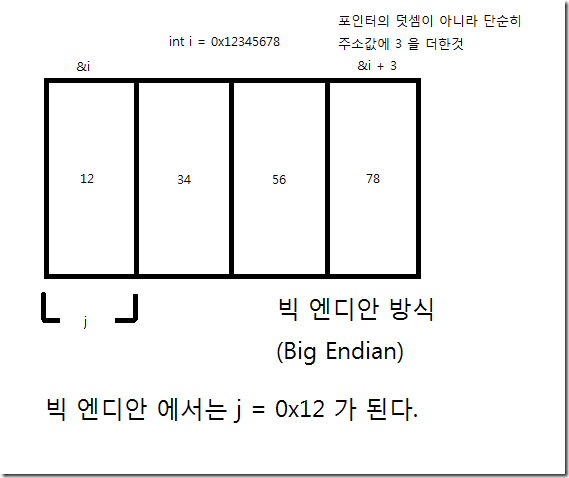 포인터의 덧셈이 아니라 단순히
int i = 0x12345678
주소값에 3 을 더한것
&i
&i + 3
12
34
56
78
j
빅 엔디안 방식
(Big Endian)
빅 엔디안 에서는 j = 0x12 가 된다.